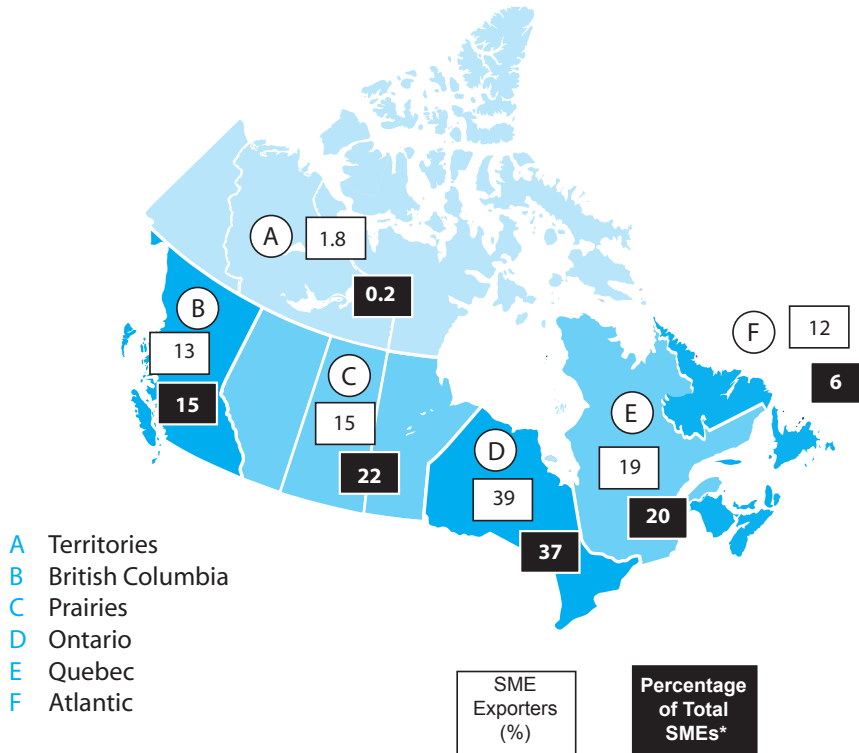 A
1.8
0.2
B
13
15
C
15
22
D
39
37
E
19
20
F
12
6
A Territories
B British Columbia
C Prairies
D Ontario
E Quebec
F Atlantic
SME
Exporters
(%)
Percentage
of Total
SMEs*